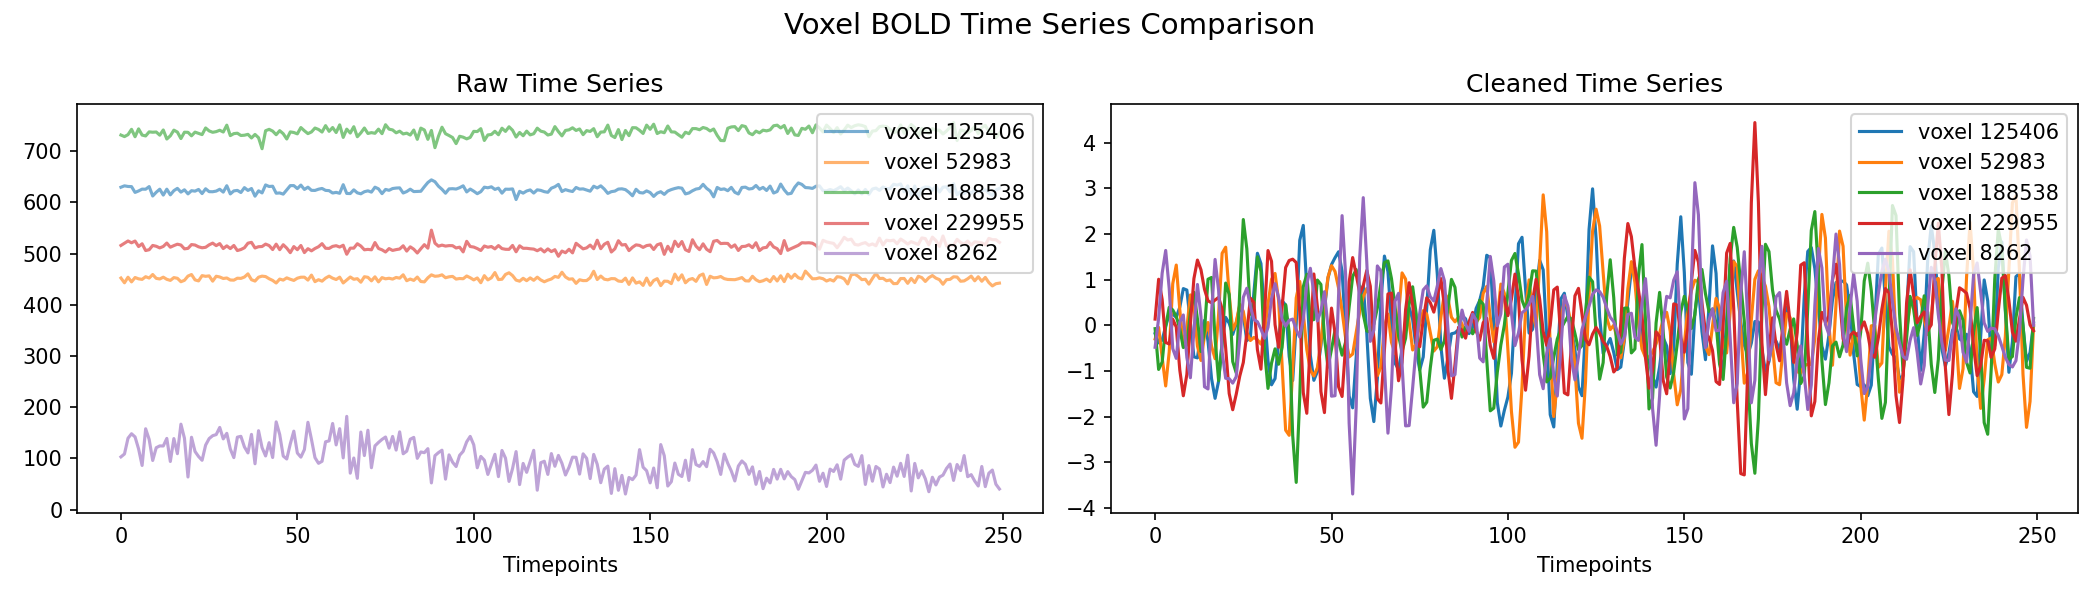 Voxel BOLD Time Series Comparison
Raw Time Series
700
600
500
400
300
200
100
0
0 50 100 150 200 250
Timepoints
voxel 125406
voxel 52983
voxel 188538
voxel 229955
voxel 8262
Cleaned Time Series
4
3
2
1
0
−1
−2
−3
−4
0 50 100 150 200 250
Timepoints
voxel 125406
voxel 52983
voxel 188538
voxel 229955
voxel 8262